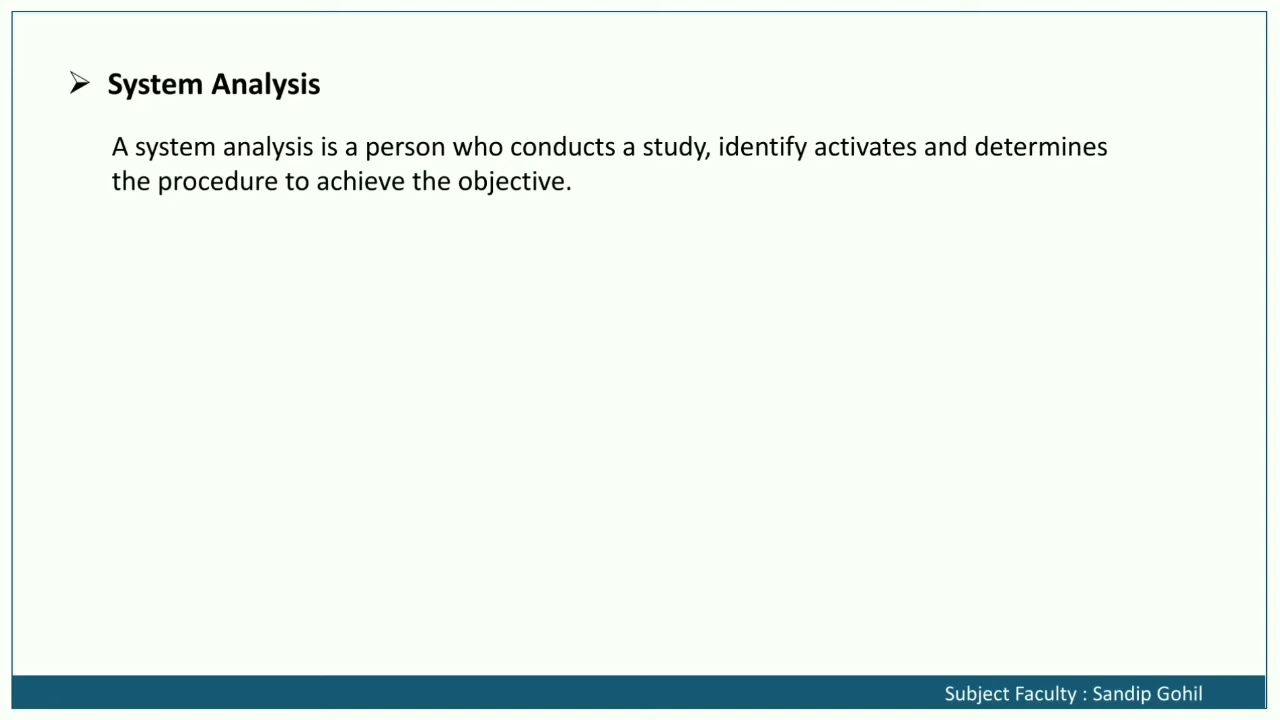 System Analysis
A system analysis is a person who conducts a study, identify activates and determines
the procedure to achieve the objective.
Subject Faculty : Sandip Gohil